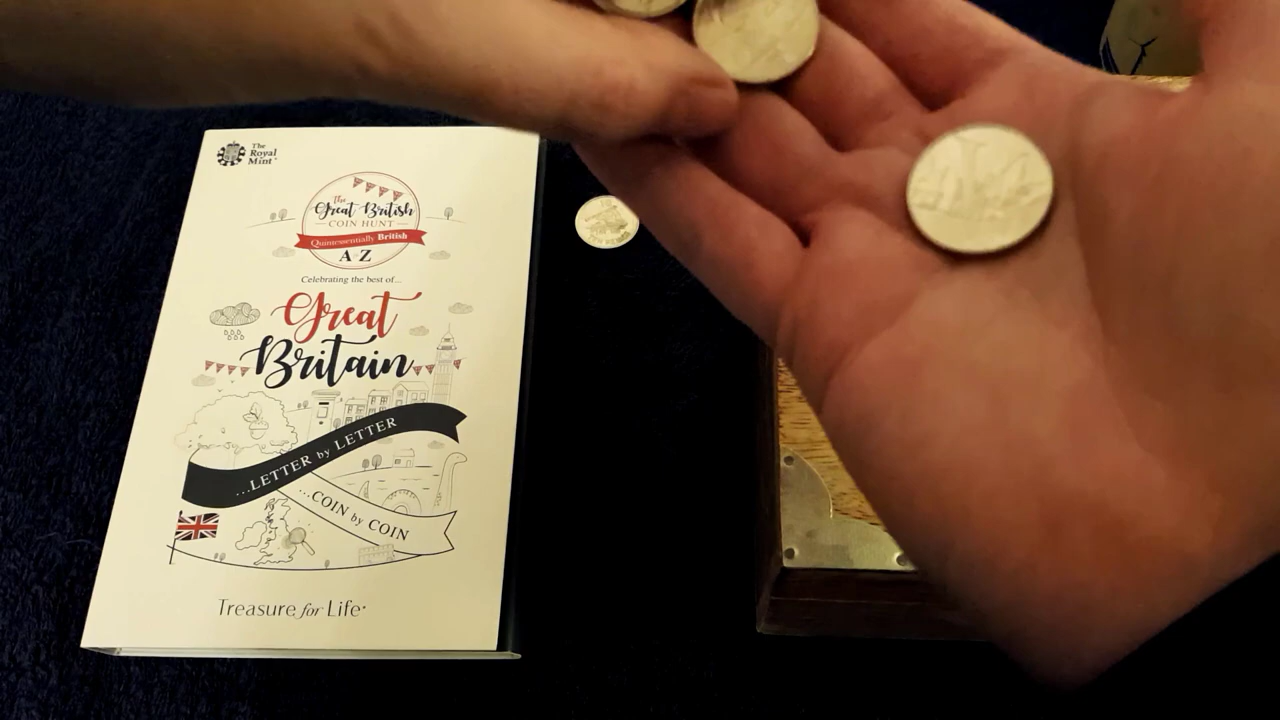 The
Royal
Mint®
The
Great British
COIN HUNT
Quintessentially British
A Z
Celebrating the best of...
Great
Britain
...LETTER by LETTER
...COIN by COIN
Treasure for Life®